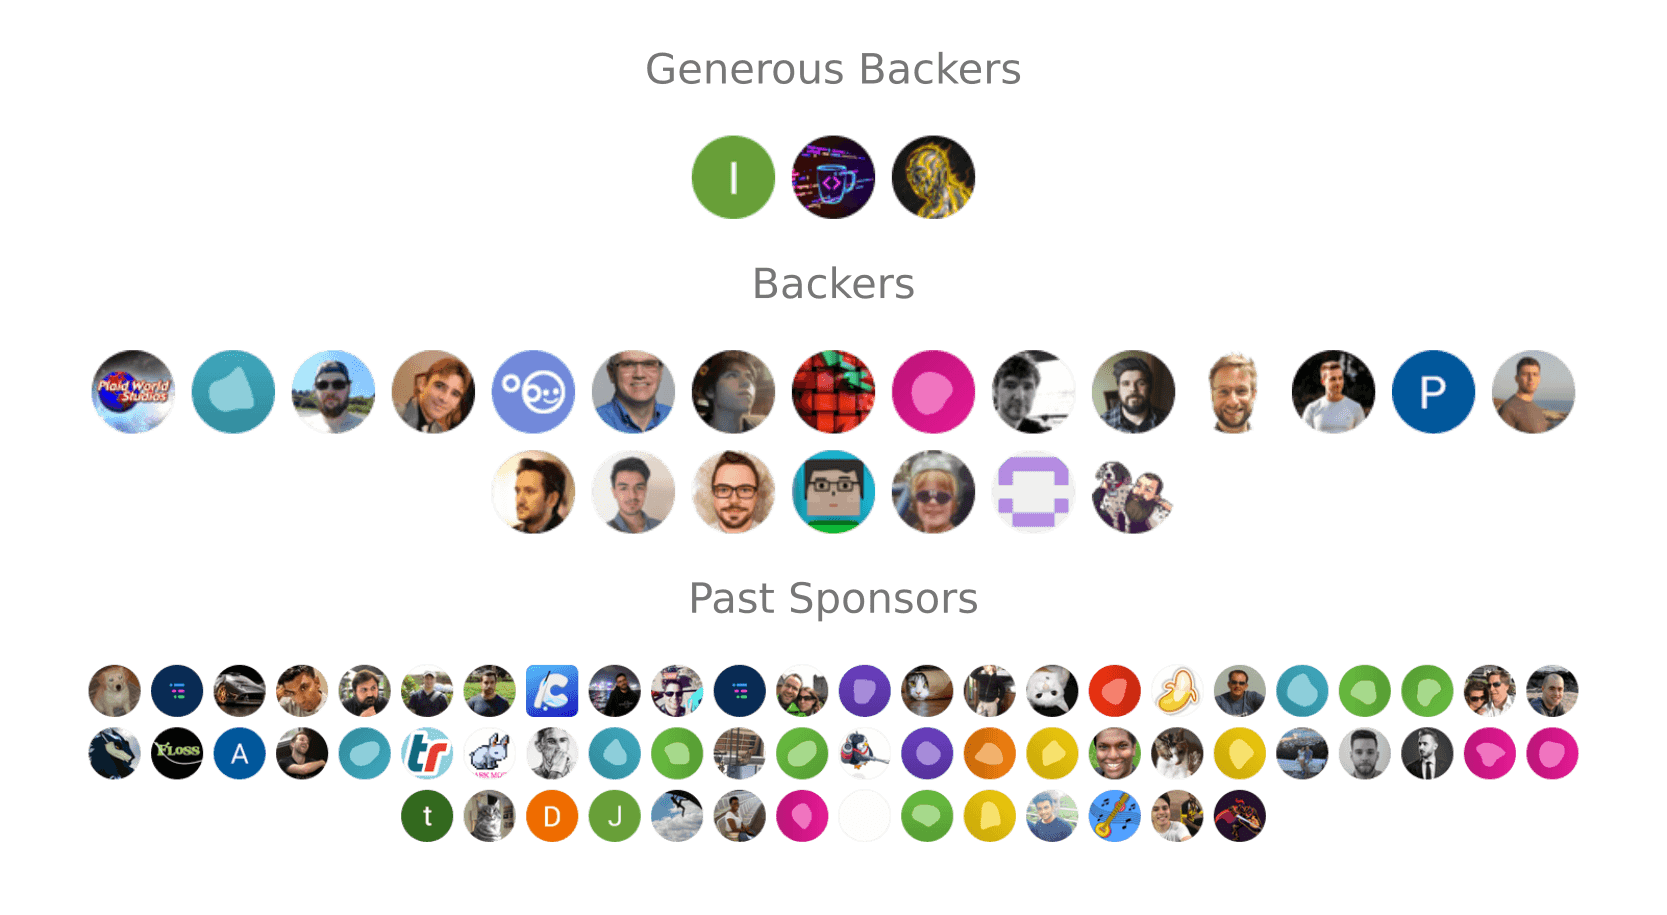 Generous Backers
I
<>
Backers
Plaid World
Studios
P
Past Sponsors
C
FLOSS
A
tr
t
D
J